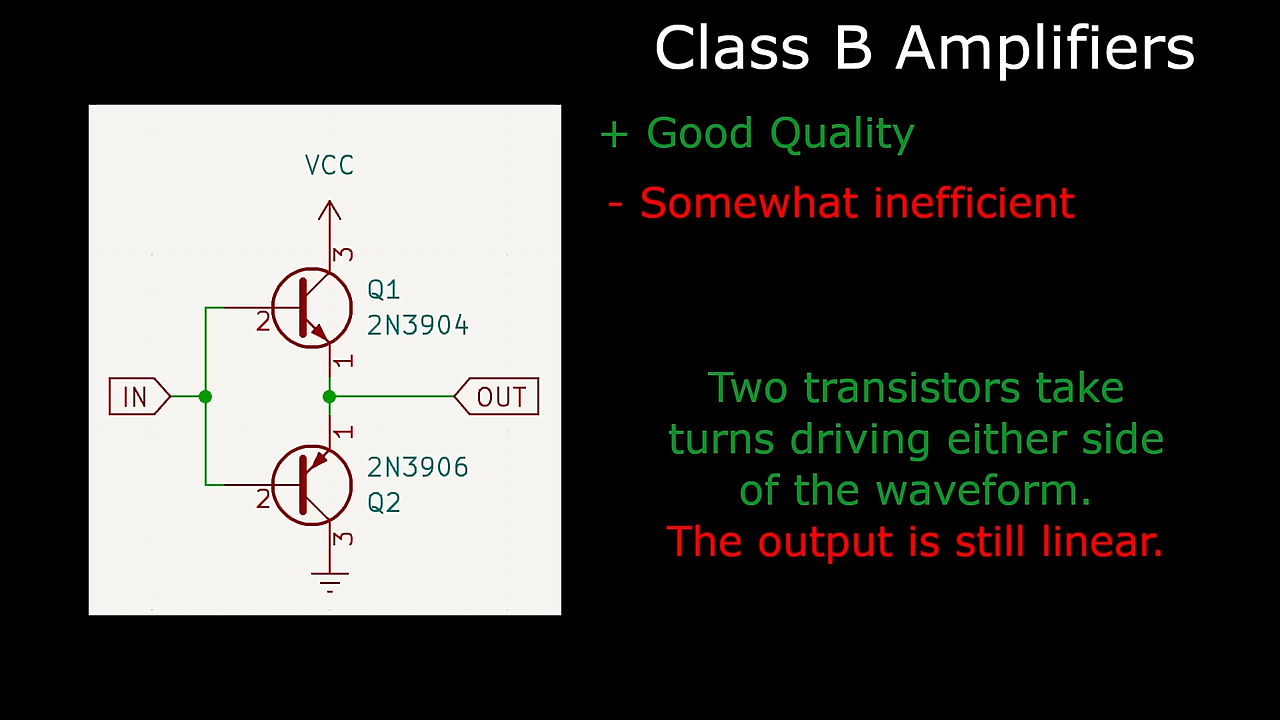 Class B Amplifiers
+ Good Quality
- Somewhat inefficient
VCC
3
Q1
2N3904
2
1
IN
OUT
1
2N3906
2
Q2
3
Two transistors take
turns driving either side
of the waveform.
The output is still linear.